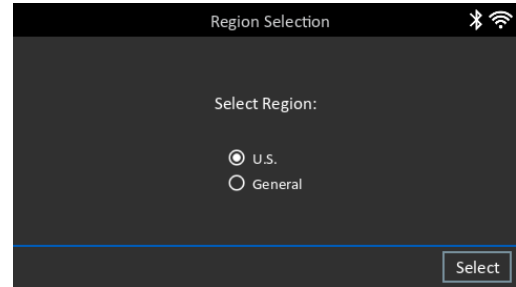 Region Selection
Select Region:
U.S.
General
Select